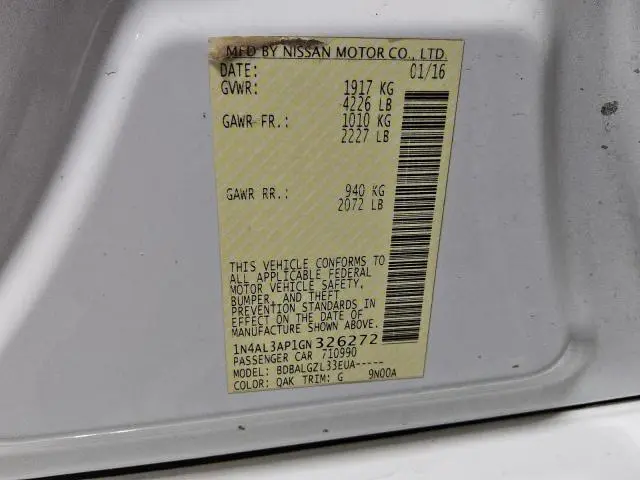 MFD BY NISSAN MOTOR CO., LTD.
DATE: 01/16
GVWR: 1917 KG
4226 LB
GAWR FR.: 1010 KG
2227 LB
GAWR RR.: 940 KG
2072 LB
THIS VEHICLE CONFORMS TO
ALL APPLICABLE FEDERAL
MOTOR VEHICLE SAFETY,
BUMPER, AND THEFT
PREVENTION STANDARDS IN
EFFECT ON THE DATE OF
MANUFACTURE SHOWN ABOVE.
1N4AL3AP1GN326272
PASSENGER CAR 710990
MODEL: BDBALGZL33EUA-----
COLOR: QAK TRIM: G 9N00A